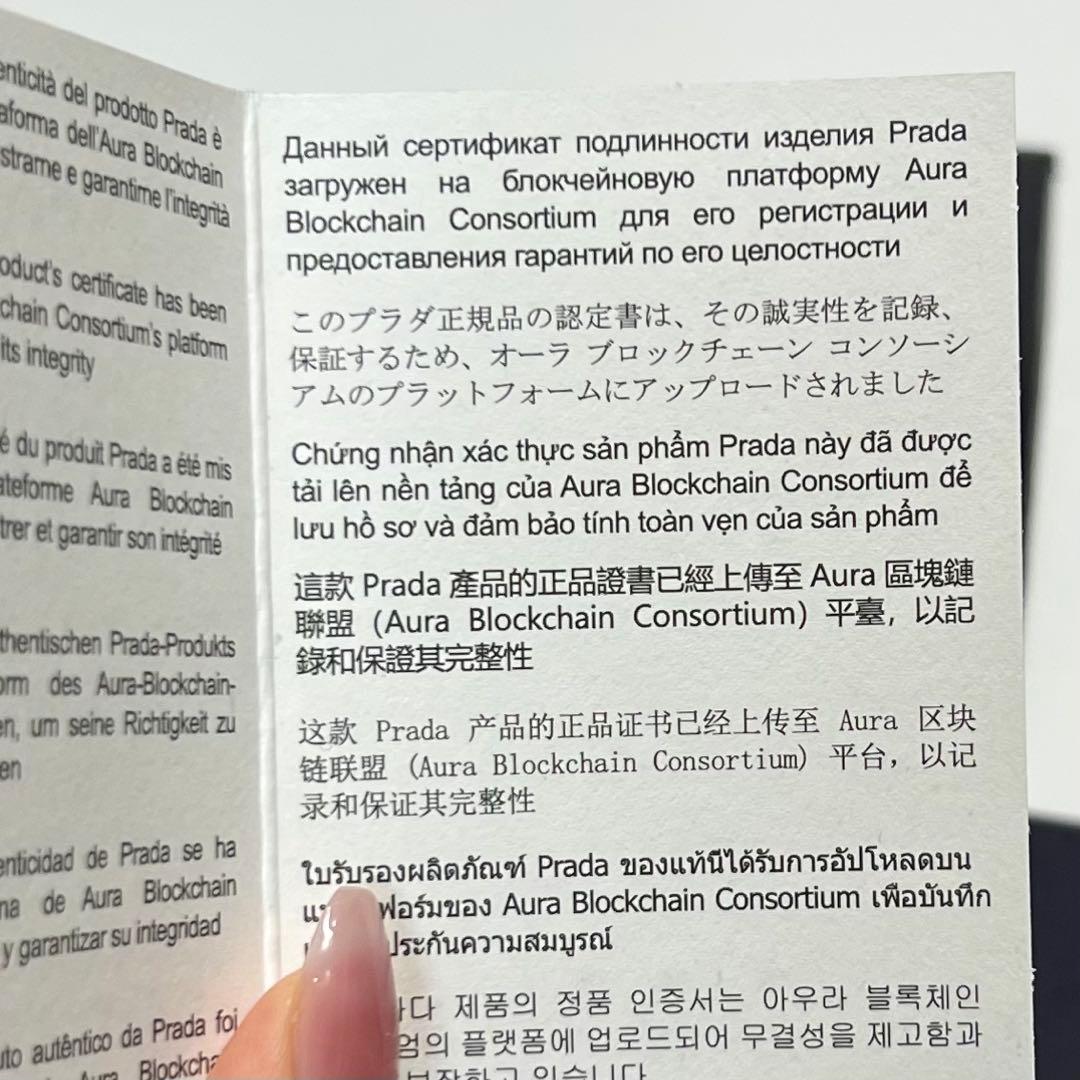 enticità del prodotto Prada è
aforma dell'Aura Blockchain
strarne e garantirne l'integrità
oduct's certificate has been
chain Consortium's platform
its integrity
é du produit Prada a été mis
ateforme Aura Blockchain
trer et garantir son intégrité
thentischen Prada-Produkts
orm des Aura-Blockchain-
en, um seine Richtigkeit zu
en
enticidad de Prada se ha
na de Aura Blockchain
y garantizar su integridad
uto autêntico da Prada foi
Aura Blockcha
Данный сертификат подлинности изделия Prada
загружен на блокчейновую платформу Aura
Blockchain Consortium для его регистрации и
предоставления гарантий по его целостности
このプラダ正規品の認定書は、その誠実性を記録、
保証するため、オーラ ブロックチェーン コンソーシ
アムのプラットフォームにアップロードされました
Chứng nhận xác thực sản phẩm Prada này đã được
tải lên nền tảng của Aura Blockchain Consortium để
lưu hồ sơ và đảm bảo tính toàn vẹn của sản phẩm
這款 Prada 產品的正品證書已經上傳至 Aura 區塊鏈
聯盟（Aura Blockchain Consortium）平臺，以記
錄和保證其完整性
这款 Prada 产品的正品证书已经上传至 Aura 区块
链联盟 (Aura Blockchain Consortium) 平台，以记
录和保证其完整性
ใบรับรองผลิตภัณฑ์ Prada ของแท้นี้ได้รับการอัปโหลดบน
ฟอร์มของ Aura Blockchain Consortium เพื่อบันทึก
ประกันความสมบูรณ์
다 제품의 정품 인증서는 아우라 블록체인
엄의 플랫폼에 업로드되어 무결성을 제고함과
보장하고 있습니다